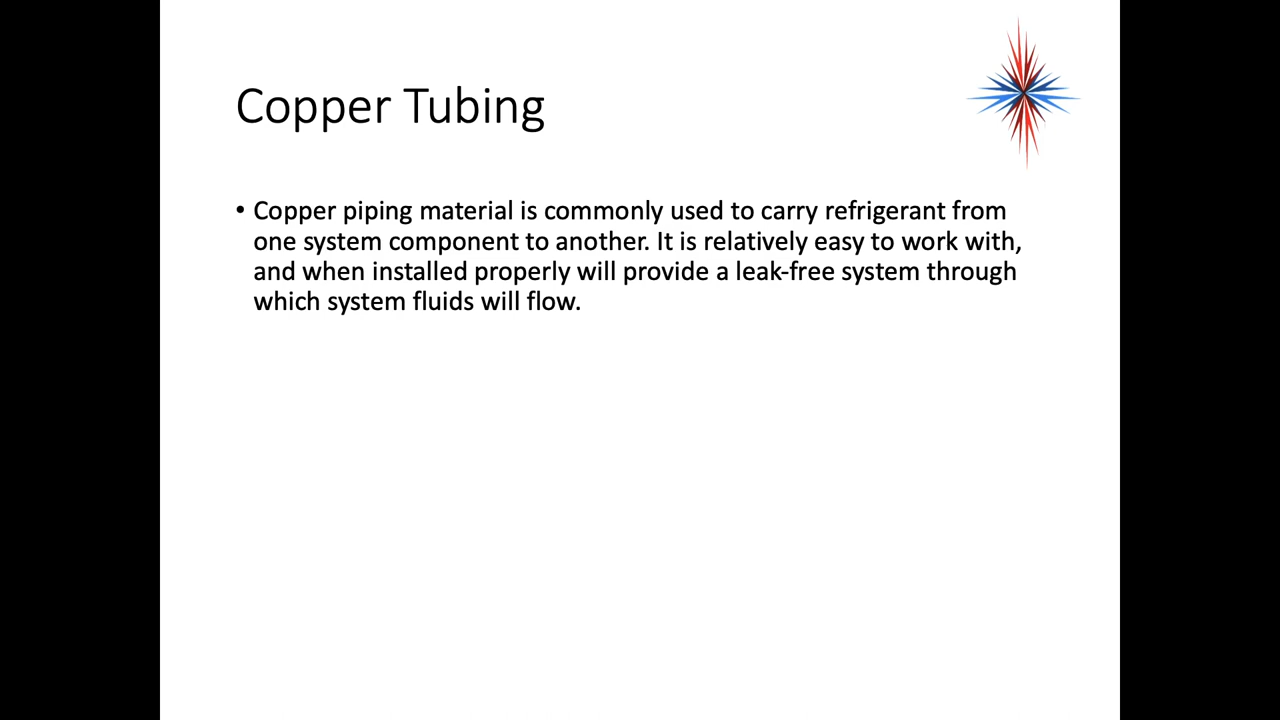 Copper Tubing
• Copper piping material is commonly used to carry refrigerant from
one system component to another. It is relatively easy to work with,
and when installed properly will provide a leak-free system through
which system fluids will flow.